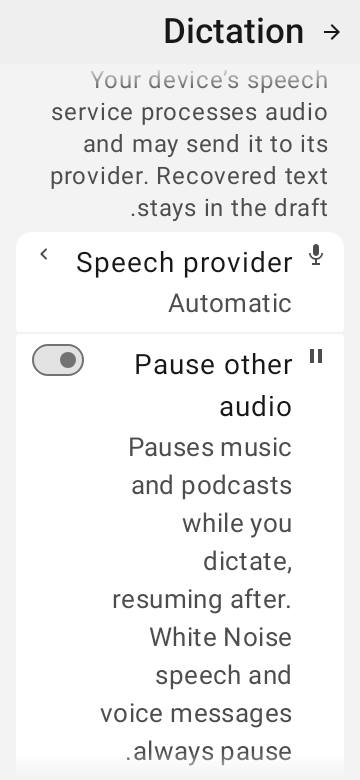 Dictation
Your device's speech
service processes audio
and may send it to its
provider. Recovered text
stays in the draft.
Speech provider
Automatic
Pause other
audio
Pauses music
and podcasts
while you
dictate,
resuming after.
White Noise
speech and
voice messages
always pause.